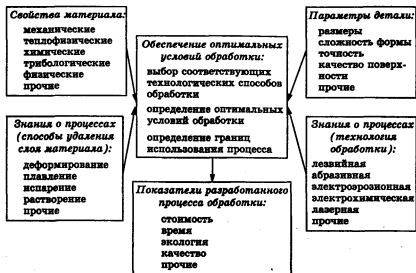 Свойства материала:
механические
теплофизические
химические
трибологические
физические
прочие
Обеспечение оптимальных
условий обработки:
выбор соответствующих
технологических способов
обработки
определение оптимальных
условий обработки
определение границ
использования процесса
Параметры детали:
размеры
сложность формы
точность
качество поверх-
ности
прочие
Знания о процессах
(способы удаления
слоя материала):
деформирование
плавление
испарение
растворение
прочие
Знания о процессах
(технология
обработки):
лезвийная
абразивная
электроэрозионная
электрохимическая
лазерная
прочие
Показатели разработанного
процесса обработки:
стоимость
время
экология
качество
прочие